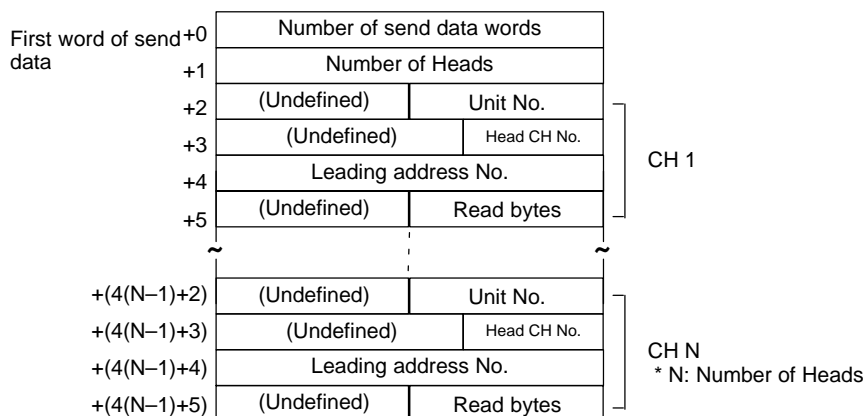 First word of send
data
+0
Number of send data words
+1
Number of Heads
+2
(Undefined)
Unit No.
+3
(Undefined)
Head CH No.
+4
Leading address No.
+5
(Undefined)
Read bytes
CH 1
~
~
+(4(N–1)+2)
(Undefined)
Unit No.
+(4(N–1)+3)
(Undefined)
Head CH No.
+(4(N–1)+4)
Leading address No.
+(4(N–1)+5)
(Undefined)
Read bytes
CH N
* N: Number of Heads